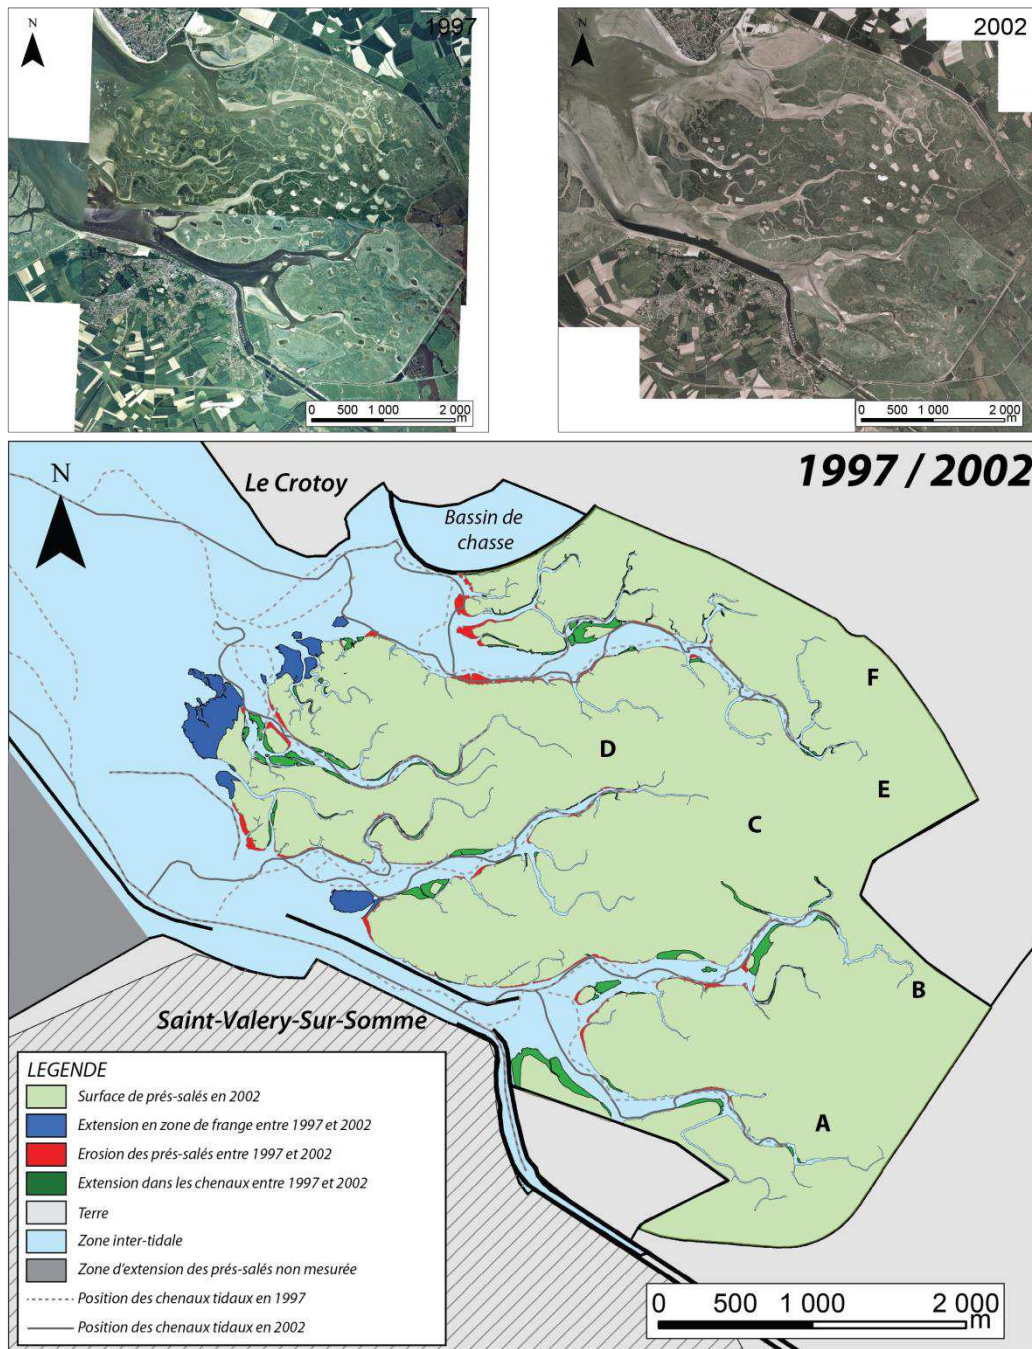 N
1997
0 500 1 000 2 000
m
N
2002
0 500 1 000 2 000
m
N
Le Crotoy
1997 / 2002
Bassin de
chasse
F
D
E
C
B
Saint-Valery-Sur-Somme
A
LEGENDE
Surface de prés-salés en 2002
Extension en zone de frange entre 1997 et 2002
Erosion des prés-salés entre 1997 et 2002
Extension dans les chenaux entre 1997 et 2002
Terre
Zone inter-tidale
Zone d'extension des prés-salés non mesurée
Position des chenaux tidaux en 1997
Position des chenaux tidaux en 2002
0 500 1 000 2 000
m